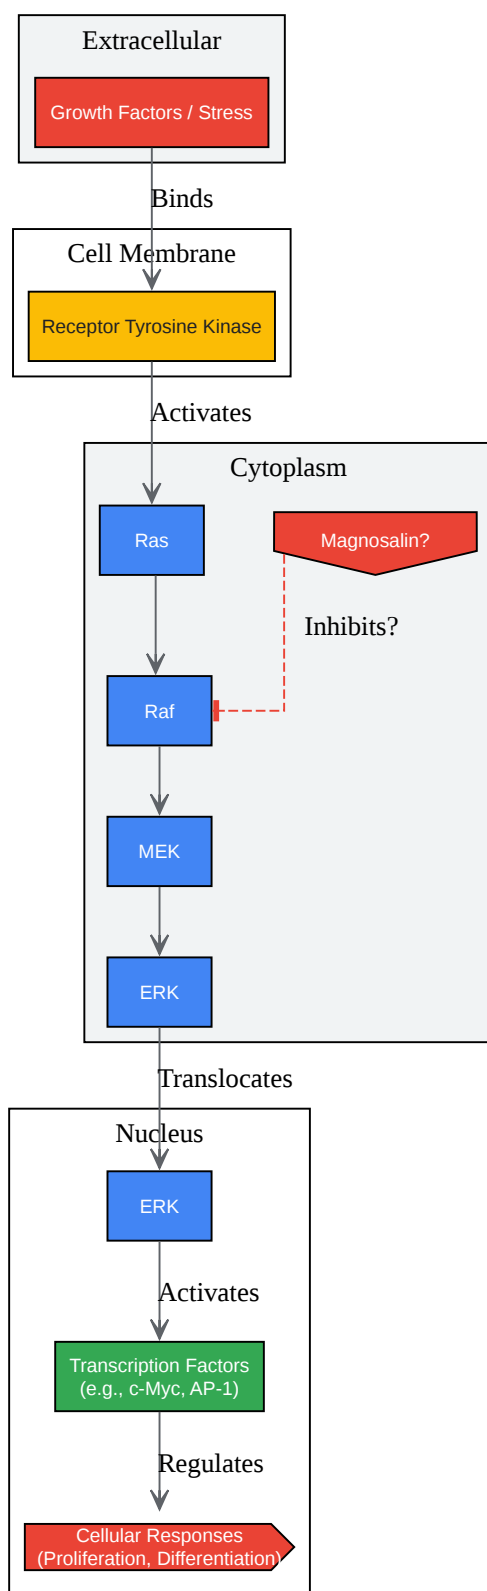 Extracellular
Growth Factors / Stress
Binds
Cell Membrane
Receptor Tyrosine Kinase
Activates
Cytoplasm
Ras
Magnosalin?
Inhibits?
Raf
MEK
ERK
Translocates
Nucleus
ERK
Activates
Transcription Factors
(e.g., c-Myc, AP-1)
Regulates
Cellular Responses
(Proliferation, Differentiation)